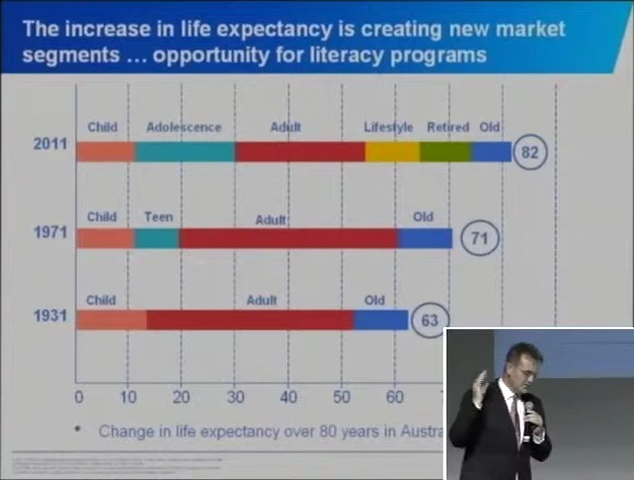 The increase in life expectancy is creating new market
segments ... opportunity for literacy programs
Child Adolescence Adult Lifestyle Retired Old
2011 82
Child Teen Adult Old
1971 71
Child Adult Old
1931 63
0 10 20 30 40 50 60
* Change in life expectancy over 80 years in